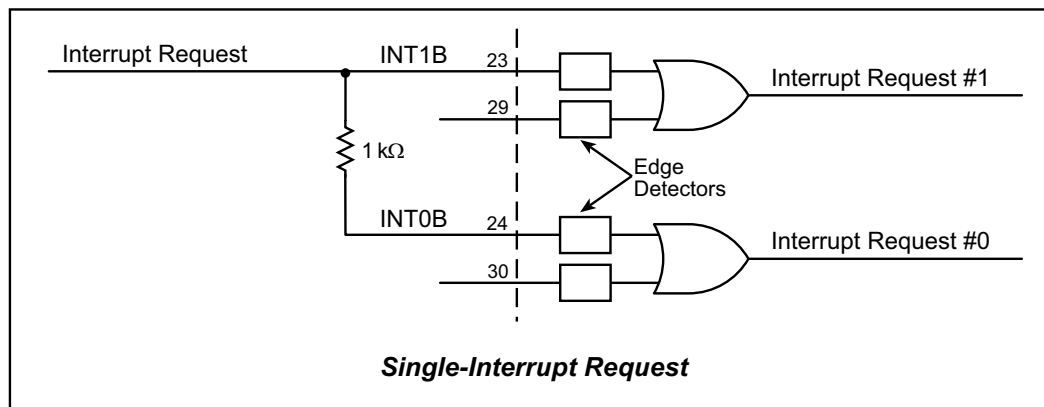 Interrupt Request
INT1B
23
Interrupt Request #1
29
1 kΩ
Edge
Detectors
INT0B
24
Interrupt Request #0
30
Single-Interrupt Request